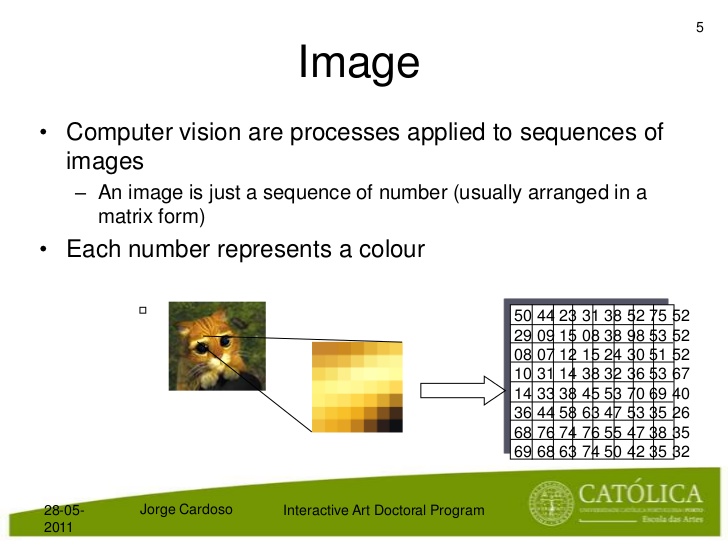 5
Image
• Computer vision are processes applied to sequences of
images
– An image is just a sequence of number (usually arranged in a
matrix form)
• Each number represents a colour
50 44 23 31 38 52 75 52
29 09 15 08 38 98 53 52
08 07 12 15 24 30 51 52
10 31 14 38 32 36 53 67
14 33 38 45 53 70 69 40
36 44 58 63 47 53 35 26
68 76 74 76 55 47 38 35
69 68 63 74 50 42 35 32
28-05-
2011
Jorge Cardoso
Interactive Art Doctoral Program
CATÓLICA
UNIVERSIDADE CATÓLICA PORTUGUESA | PORTO
Escola das Artes